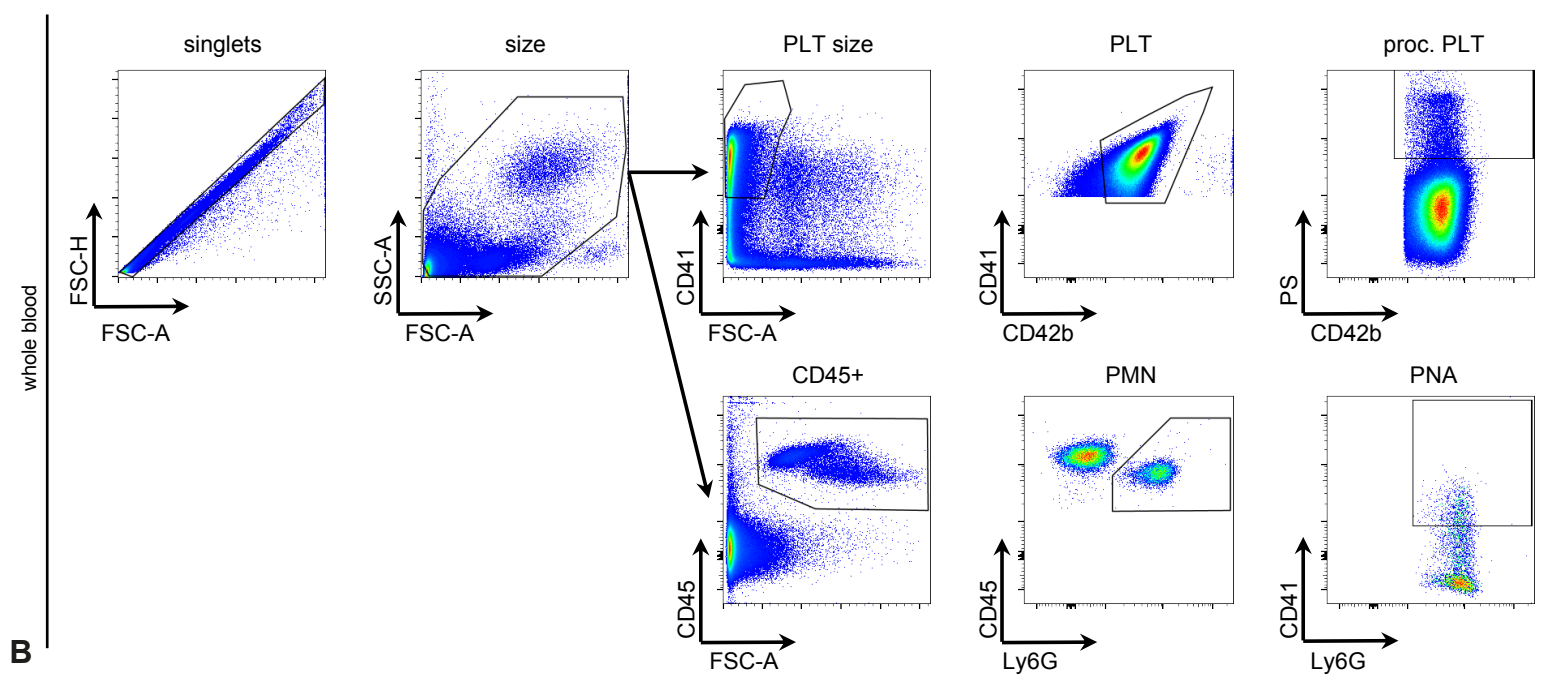 singlets
size
PLT size
PLT
proc. PLT
FSC-H
FSC-A
SSC-A
FSC-A
CD41
FSC-A
CD41
CD42b
PS
CD42b
whole blood
CD45+
PMN
PNA
CD45
FSC-A
CD45
Ly6G
CD41
Ly6G
B